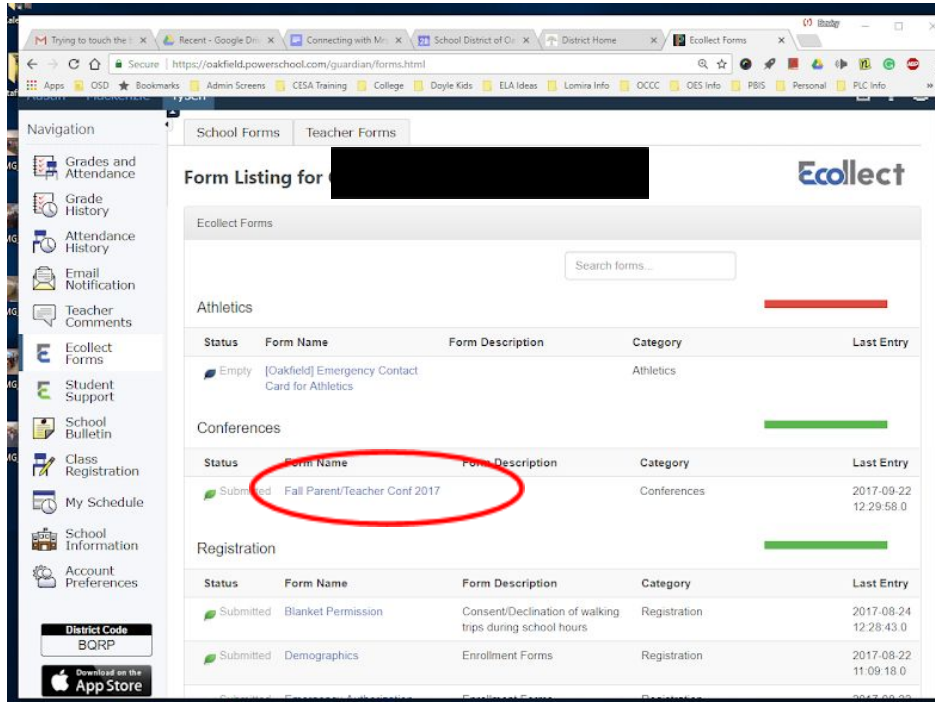 Trying to touch the
Recent - Google Dri
Connecting with Mr
School District of
District Home
Ecollect Forms
Secure
https://oakfield.powerschool.com/guardian/forms.html
Apps
OSD
Bookmarks
Admin Screens
CESA Training
College
Doyle Kids
ELA Ideas
Lomira Info
OCCC
OES Info
PBIS
Personal
PLC Info
»
Navigation
Grades and
Attendance
Grade
History
Attendance
History
Email
Notification
Teacher
Comments
Ecollect
Forms
Student
Support
School
Bulletin
Class
Registration
My Schedule
School
Information
Account
Preferences
District Code
BQRP
Download on the
App Store
School Forms
Teacher Forms
Form Listing for
Ecollect
Ecollect Forms
Search forms...
Athletics
Status Form Name Form Description Category Last Entry
Empty [Oakfield] Emergency Contact Athletics
Card for Athletics
Conferences
Status Form Name Form Description Category Last Entry
Submitted Fall Parent/Teacher Conf 2017 Conferences 2017-09-22
12:29:58.0
Registration
Status Form Name Form Description Category Last Entry
Submitted Blanket Permission Consent/Declination of walking Registration 2017-08-24
trips during school hours 12:28:43.0
Submitted Demographics Enrollment Forms Registration 2017-08-22
11:09:18.0
Submitted Emergency Authorization Enrollment Forms Registration 2017-08-22